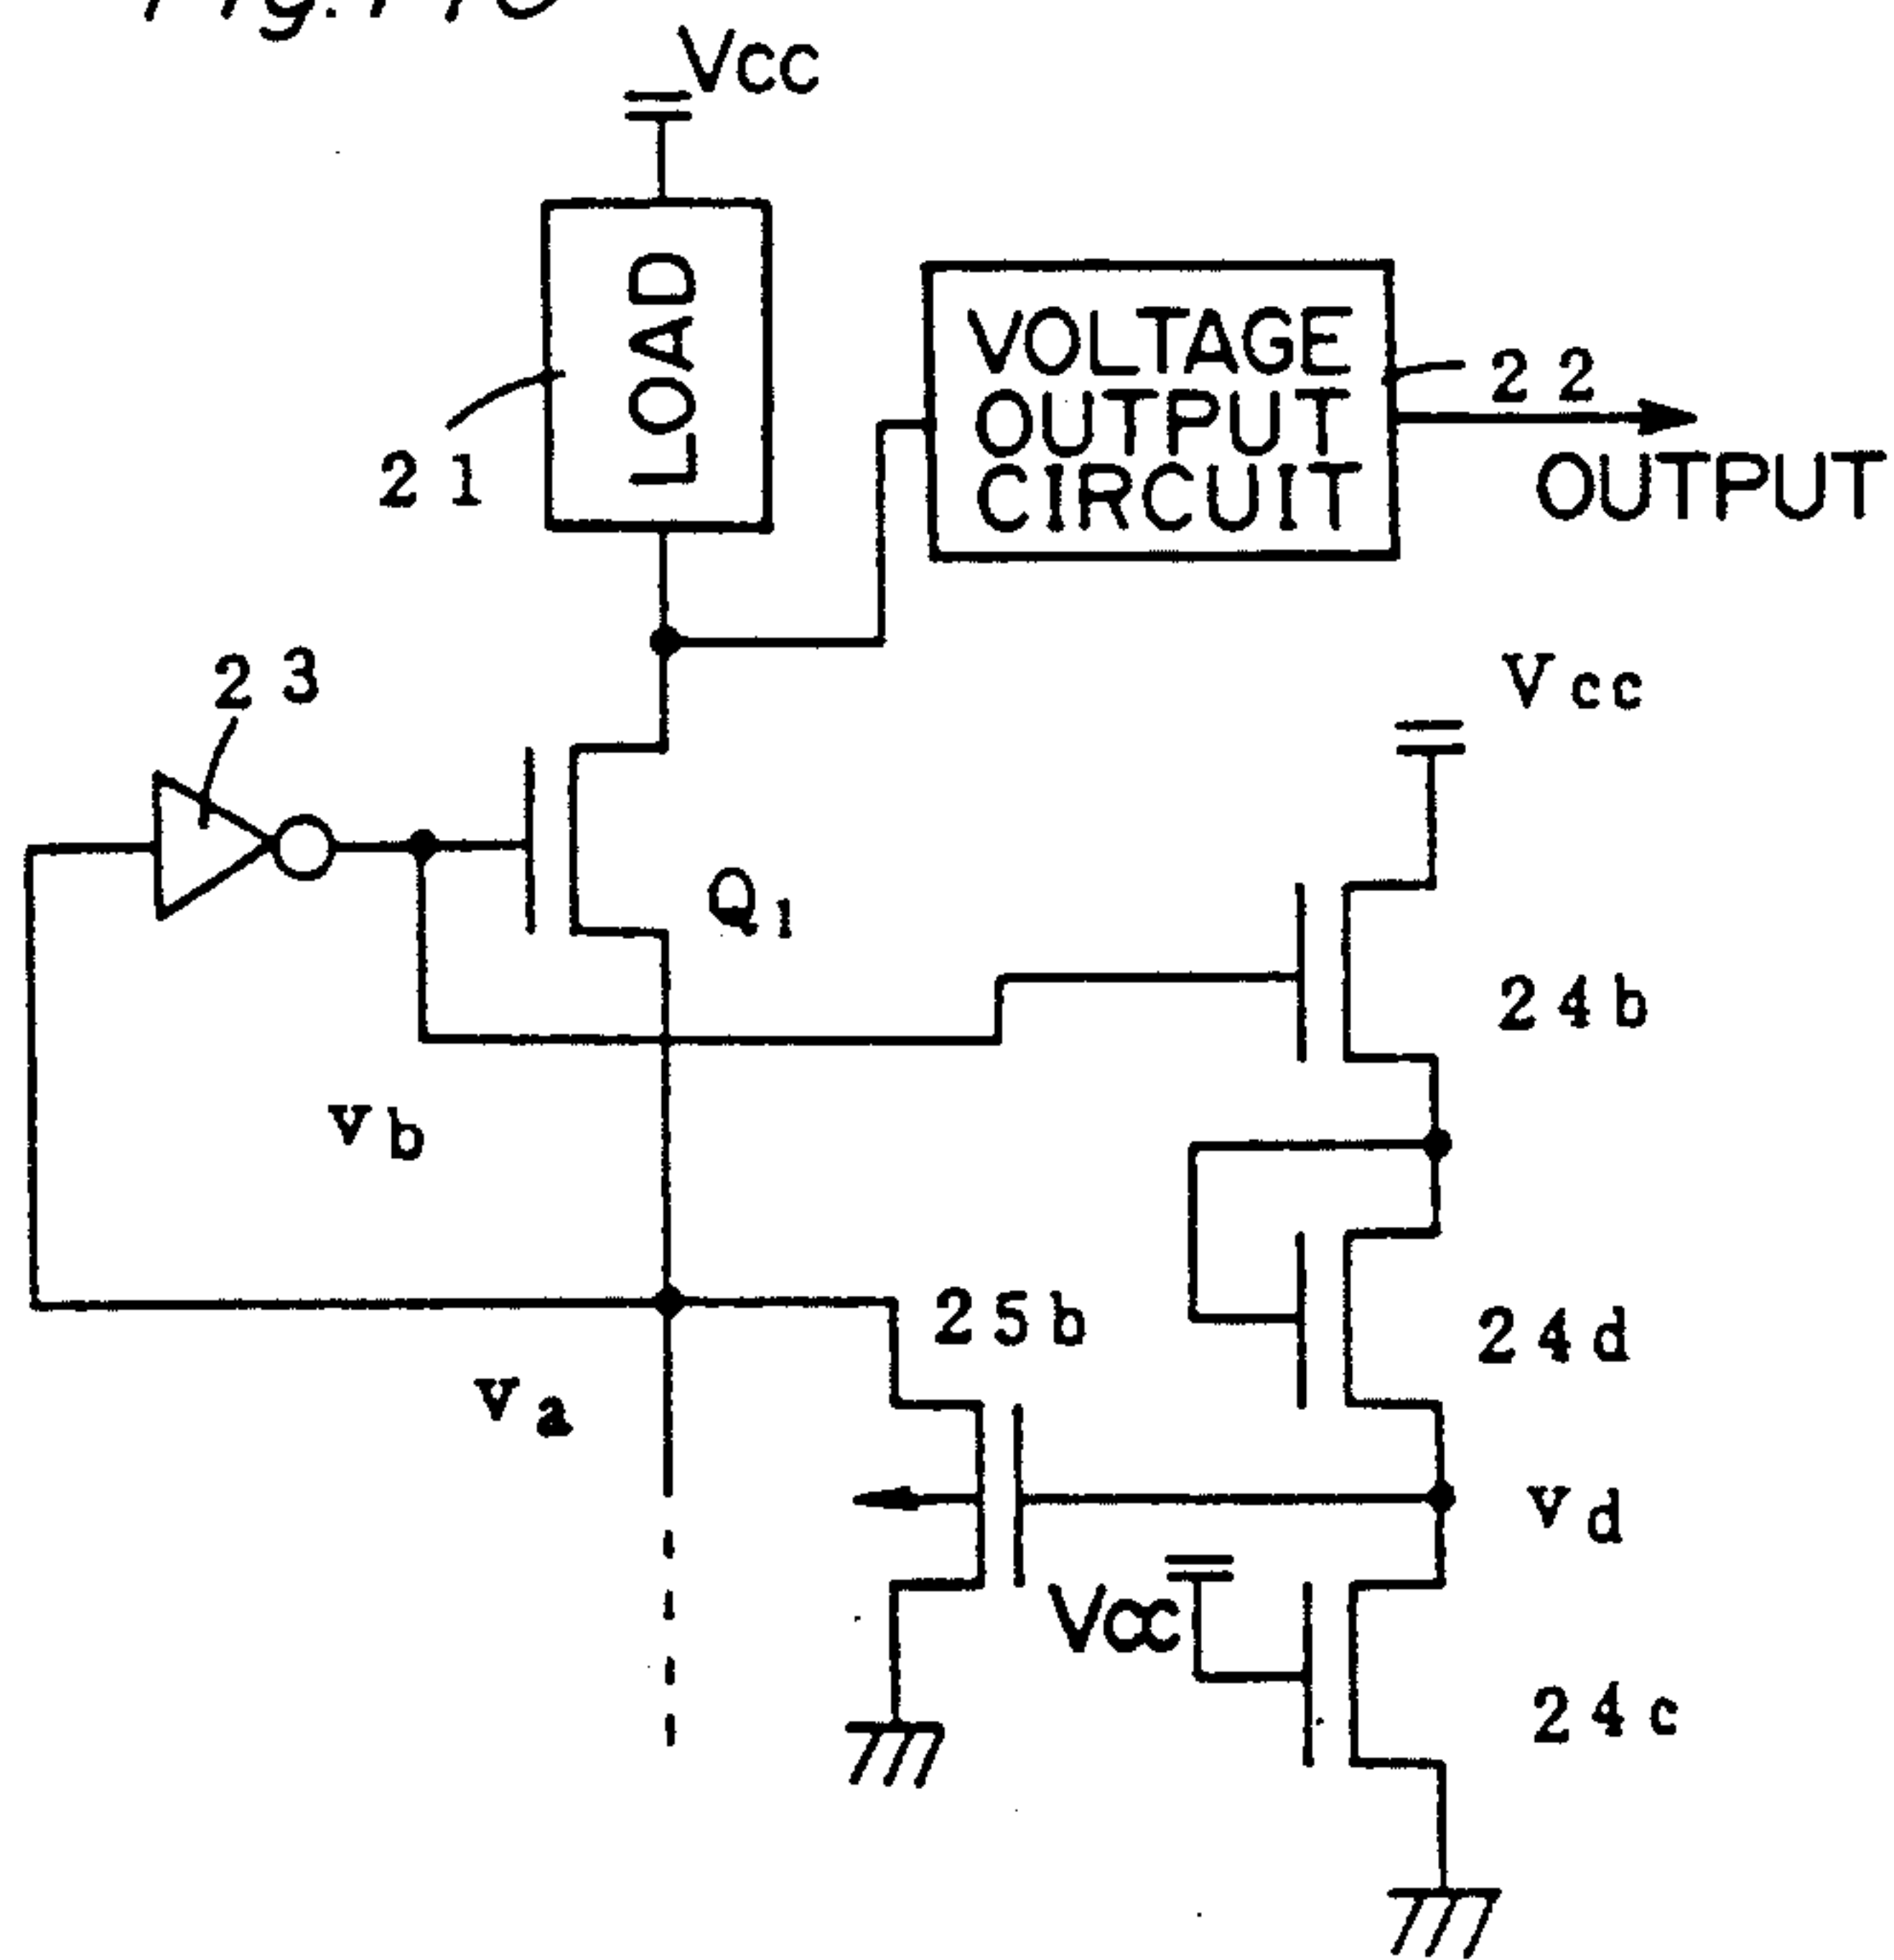 Vcc
LOAD
VOLTAGE
OUTPUT
CIRCUIT
22
OUTPUT
21
23
Vcc
Q1
24b
vb
25b
24d
va
vd
Vcc
24c